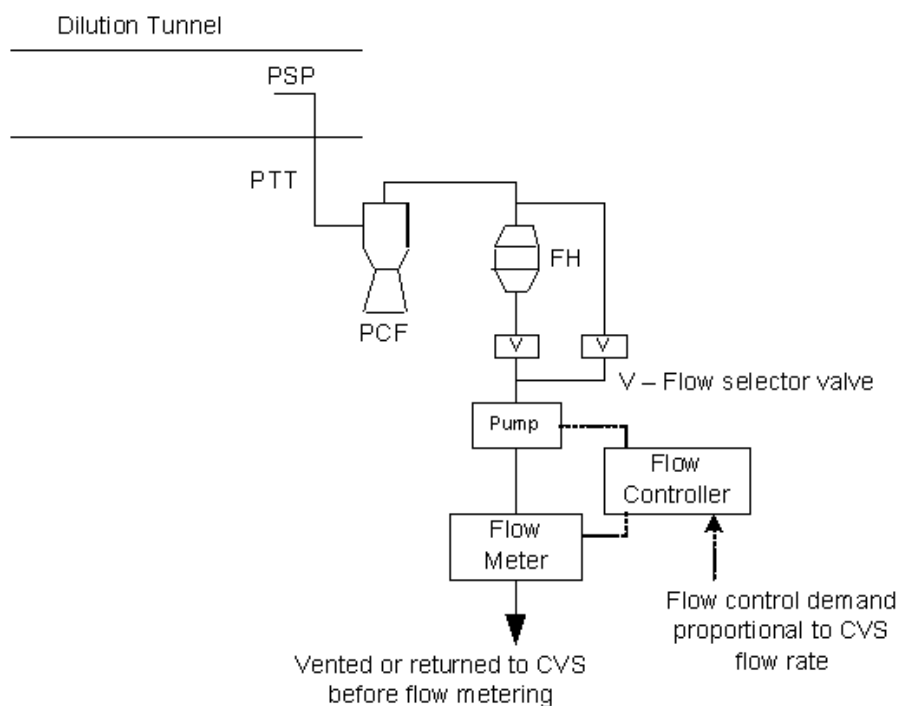 Dilution Tunnel
PSP
PTT
FH
PCF
V
V
V – Flow selector valve
Pump
Flow
Controller
Flow
Meter
Flow control demand
proportional to CVS
flow rate
Vented or returned to CVS
before flow metering